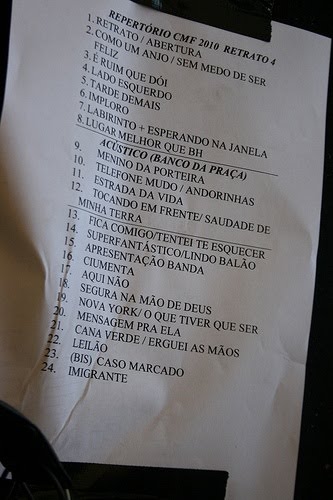 REPERTÓRIO CMF 2010 RETRATO 4
1. RETRATO / ABERTURA
2. COMO UM ANJO / SEM MEDO DE SER
FELIZ
3. É RUIM QUE DÓI
4. LADO ESQUERDO
5. TARDE DEMAIS
6. IMPLORO
7. LABIRINTO + ESPERANDO NA JANELA
8. LUGAR MELHOR QUE BH
ACÚSTICO (BANCO DA PRAÇA)
9. MENINO DA PORTEIRA
10. TELEFONE MUDO / ANDORINHAS
11. ESTRADA DA VIDA
12. TOCANDO EM FRENTE/ SAUDADE DE
MINHA TERRA
13. FICA COMIGO/TENTEI TE ESQUECER
14. SUPERFANTÁSTICO/LINDO BALÃO
15. APRESENTAÇÃO BANDA
16. CIUMENTA
17. AQUI NÃO
18. SEGURA NA MÃO DE DEUS
19. NOVA YORK/ O QUE TIVER QUE SER
20. MENSAGEM PRA ELA
21. CANA VERDE / ERGUEI AS MÃOS
22. LEILÃO
23. (BIS) CASO MARCADO
24. IMIGRANTE